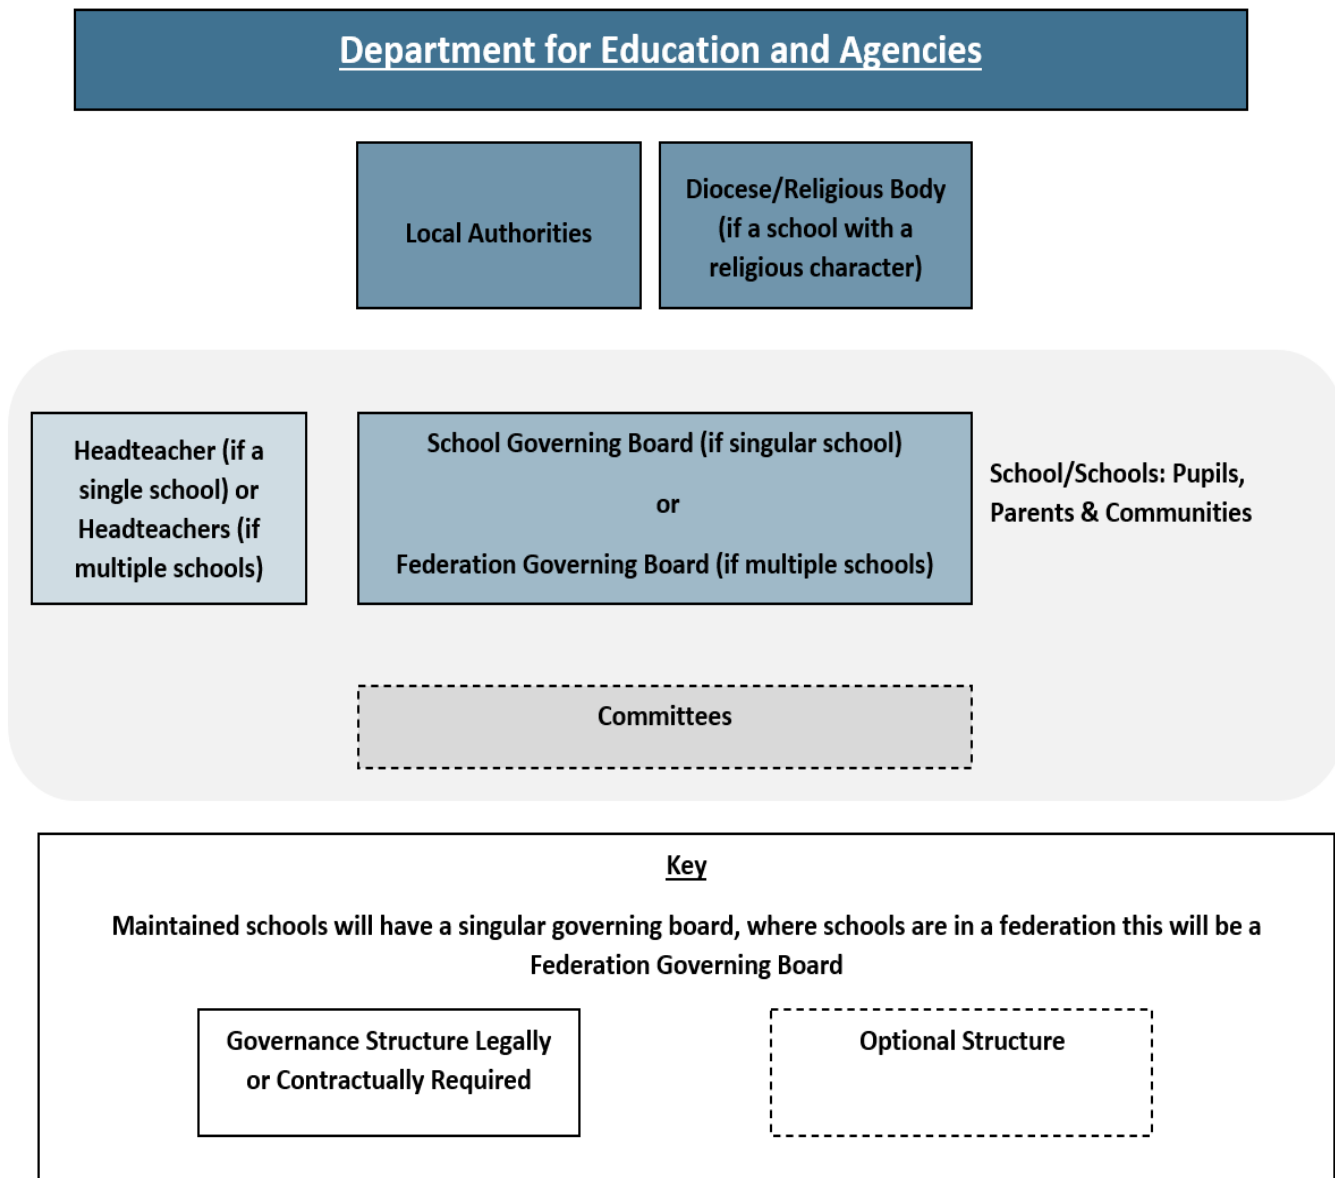 Department for Education and Agencies
Local Authorities
Diocese/Religious Body
(if a school with a
religious character)
Headteacher (if a
single school) or
Headteachers (if
multiple schools)
School Governing Board (if singular school)
or
Federation Governing Board (if multiple schools)
School/Schools: Pupils,
Parents & Communities
Committees
Key
Maintained schools will have a singular governing board, where schools are in a federation this will be a
Federation Governing Board
Governance Structure Legally
or Contractually Required
Optional Structure